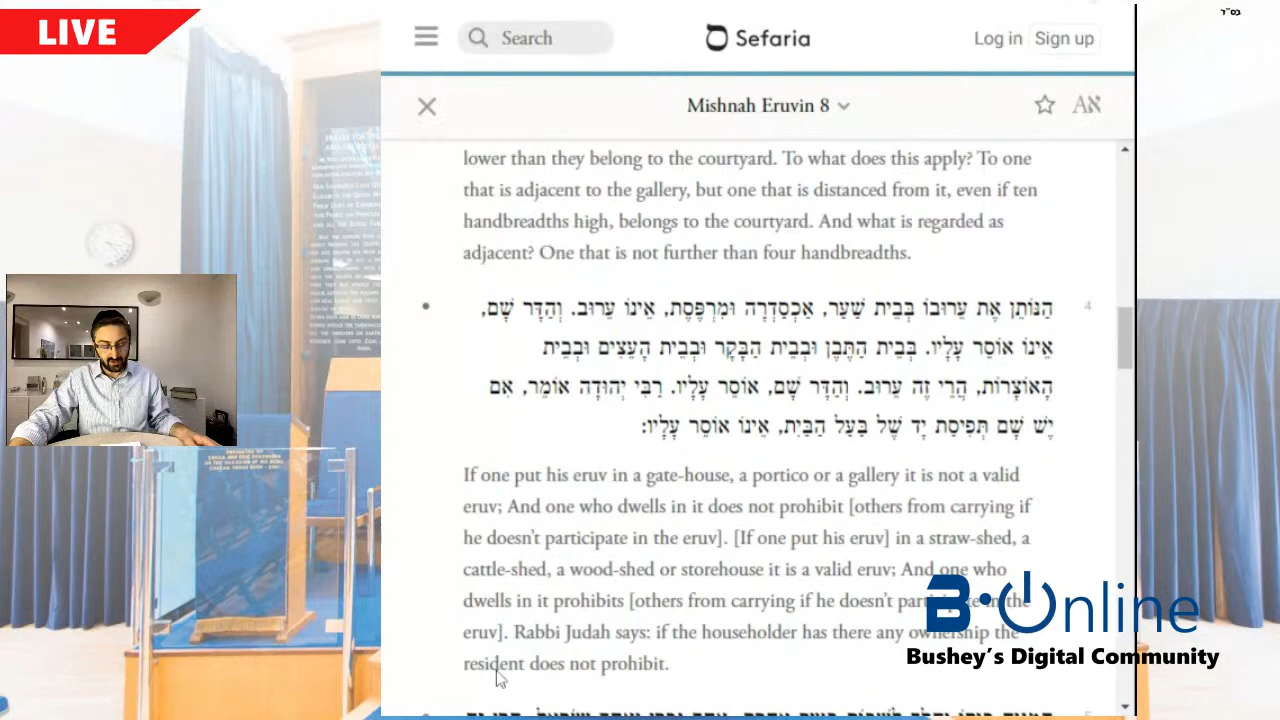 LIVE
בס"ד
Search
Sefaria
Log in
Sign up
Mishnah Eruvin 8
lower than they belong to the courtyard. To what does this apply? To one
that is adjacent to the gallery, but one that is distanced from it, even if ten
handbreadths high, belongs to the courtyard. And what is regarded as
adjacent? One that is not further than four handbreadths.
4
הַנּוֹתֵן אֶת עֵרוּבוֹ בְּבֵית שַׁעַר, אַכְסַדְרָה וּמִרְפֶּסֶת, אֵינוֹ עֵרוּב. וְהַדָּר שָׁם,
אֵינוֹ אוֹסֵר עָלָיו. בְּבֵית הַתֶּבֶן וּבְבֵית הַבָּקָר וּבְבֵית הָעֵצִים וּבְבֵית
הָאוֹצָרוֹת, הֲרֵי זֶה עֵרוּב. וְהַדָּר שָׁם, אוֹסֵר עָלָיו. רַבִּי יְהוּדָה אוֹמֵר, אִם
יֶשׁ שָׁם תְּפִיסַת יָד שֶׁל בַּעַל הַבַּיִת, אֵינוֹ אוֹסֵר עָלָיו:
If one put his eruv in a gate-house, a portico or a gallery it is not a valid
eruv; And one who dwells in it does not prohibit [others from carrying if
he doesn't participate in the eruv]. [If one put his eruv] in a straw-shed, a
cattle-shed, a wood-shed or storehouse it is a valid eruv; And one who
dwells in it prohibits [others from carrying if he doesn't participate in the
eruv]. Rabbi Judah says: if the householder has there any ownership the
resident does not prohibit.
5
B·Online
Bushey's Digital Community